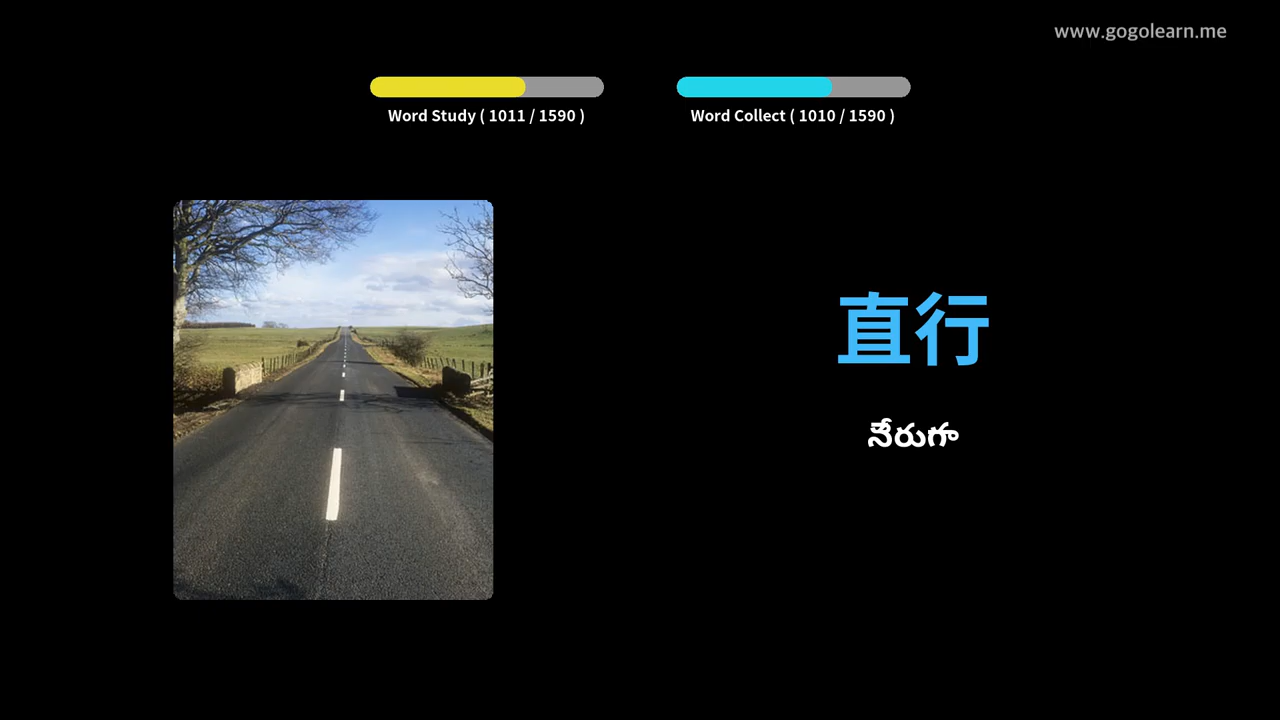 www.gogolearn.me
Word Study ( 1011 / 1590 )
Word Collect ( 1010 / 1590 )
直行
నేరుగా